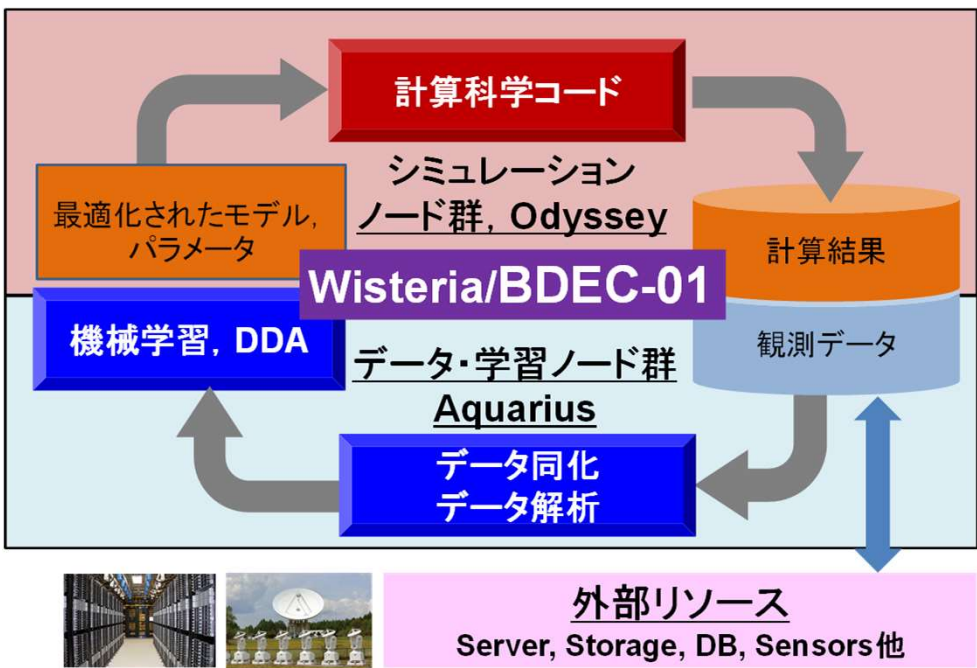 計算科学コード
シミュレーション
ノード群, Odyssey
最適化されたモデル,
パラメータ
計算結果
Wisteria/BDEC-01
機械学習, DDA
観測データ
データ・学習ノード群
Aquarius
データ同化
データ解析
外部リソース
Server, Storage, DB, Sensors他